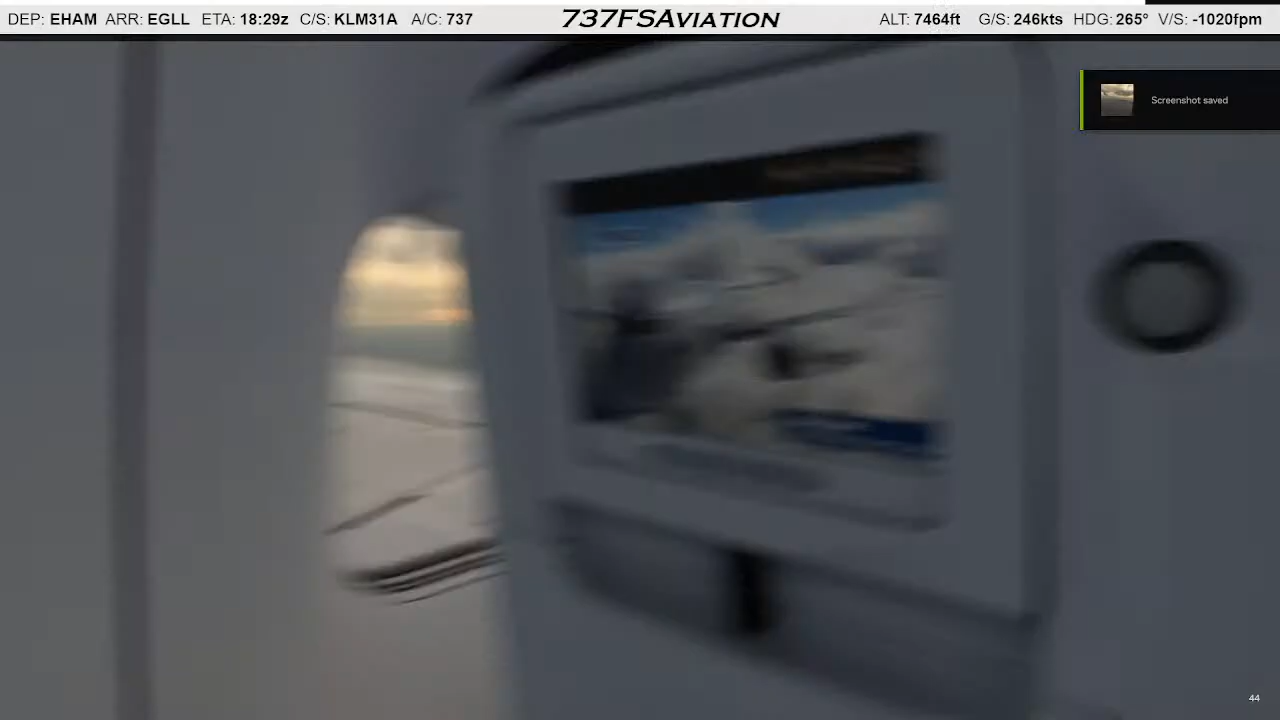 DEP: EHAM ARR: EGLL ETA: 18:29z C/S: KLM31A A/C: 737 737FSAVIATION ALT: 7464ft G/S: 246kts HDG: 265° V/S: -1020fpm
Screenshot saved
44